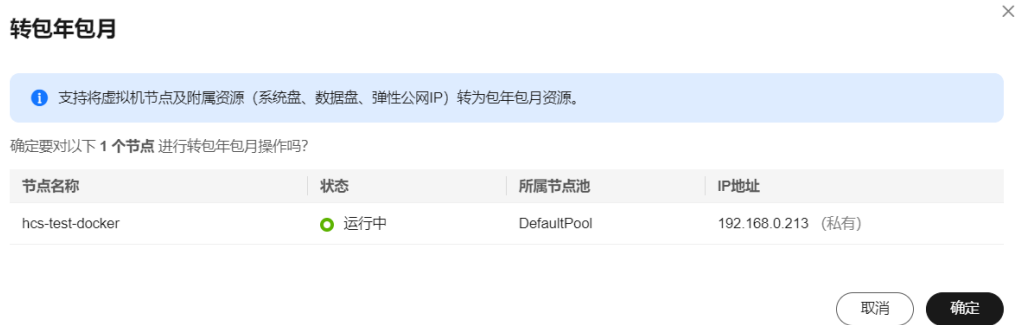 转包年包月
支持将虚拟机节点及附属资源（系统盘、数据盘、弹性公网IP）转为包年包月资源。
确定要对以下 1 个节点 进行转包年包月操作吗？
节点名称 状态 所属节点池 IP地址
hcs-test-docker 运行中 DefaultPool 192.168.0.213 （私有）
取消 确定